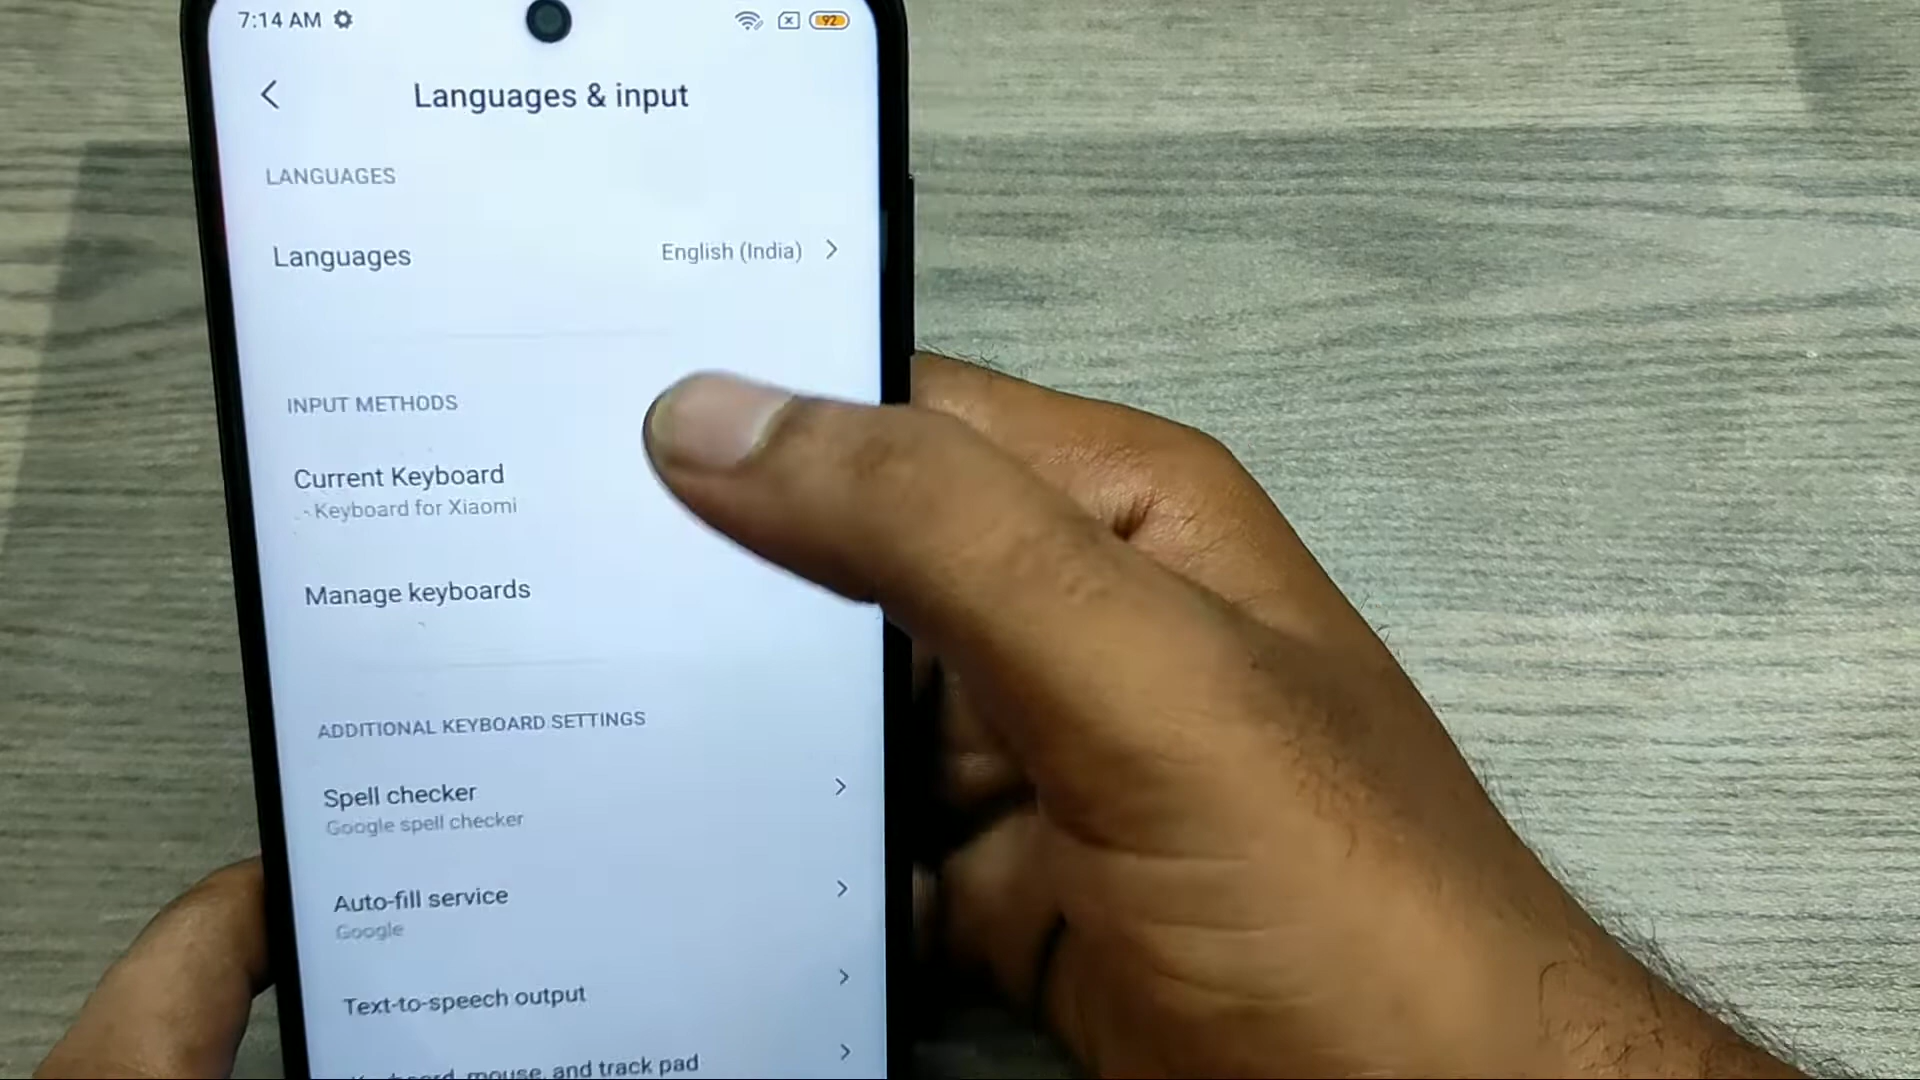 7:14 AM
92
Languages & input
LANGUAGES
Languages
English (India)
INPUT METHODS
Current Keyboard
- Keyboard for Xiaomi
Manage keyboards
ADDITIONAL KEYBOARD SETTINGS
Spell checker
Google spell checker
Auto-fill service
Google
Text-to-speech output
Keyboard, mouse, and track pad